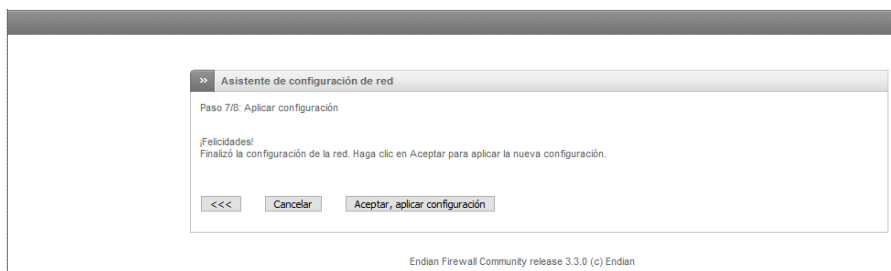 >> Asistente de configuración de red
Paso 7/8: Aplicar configuración
¡Felicidades!
Finalizó la configuración de la red. Haga clic en Aceptar para aplicar la nueva configuración.
<<< Cancelar Aceptar, aplicar configuración
Endian Firewall Community release 3.3.0 (c) Endian